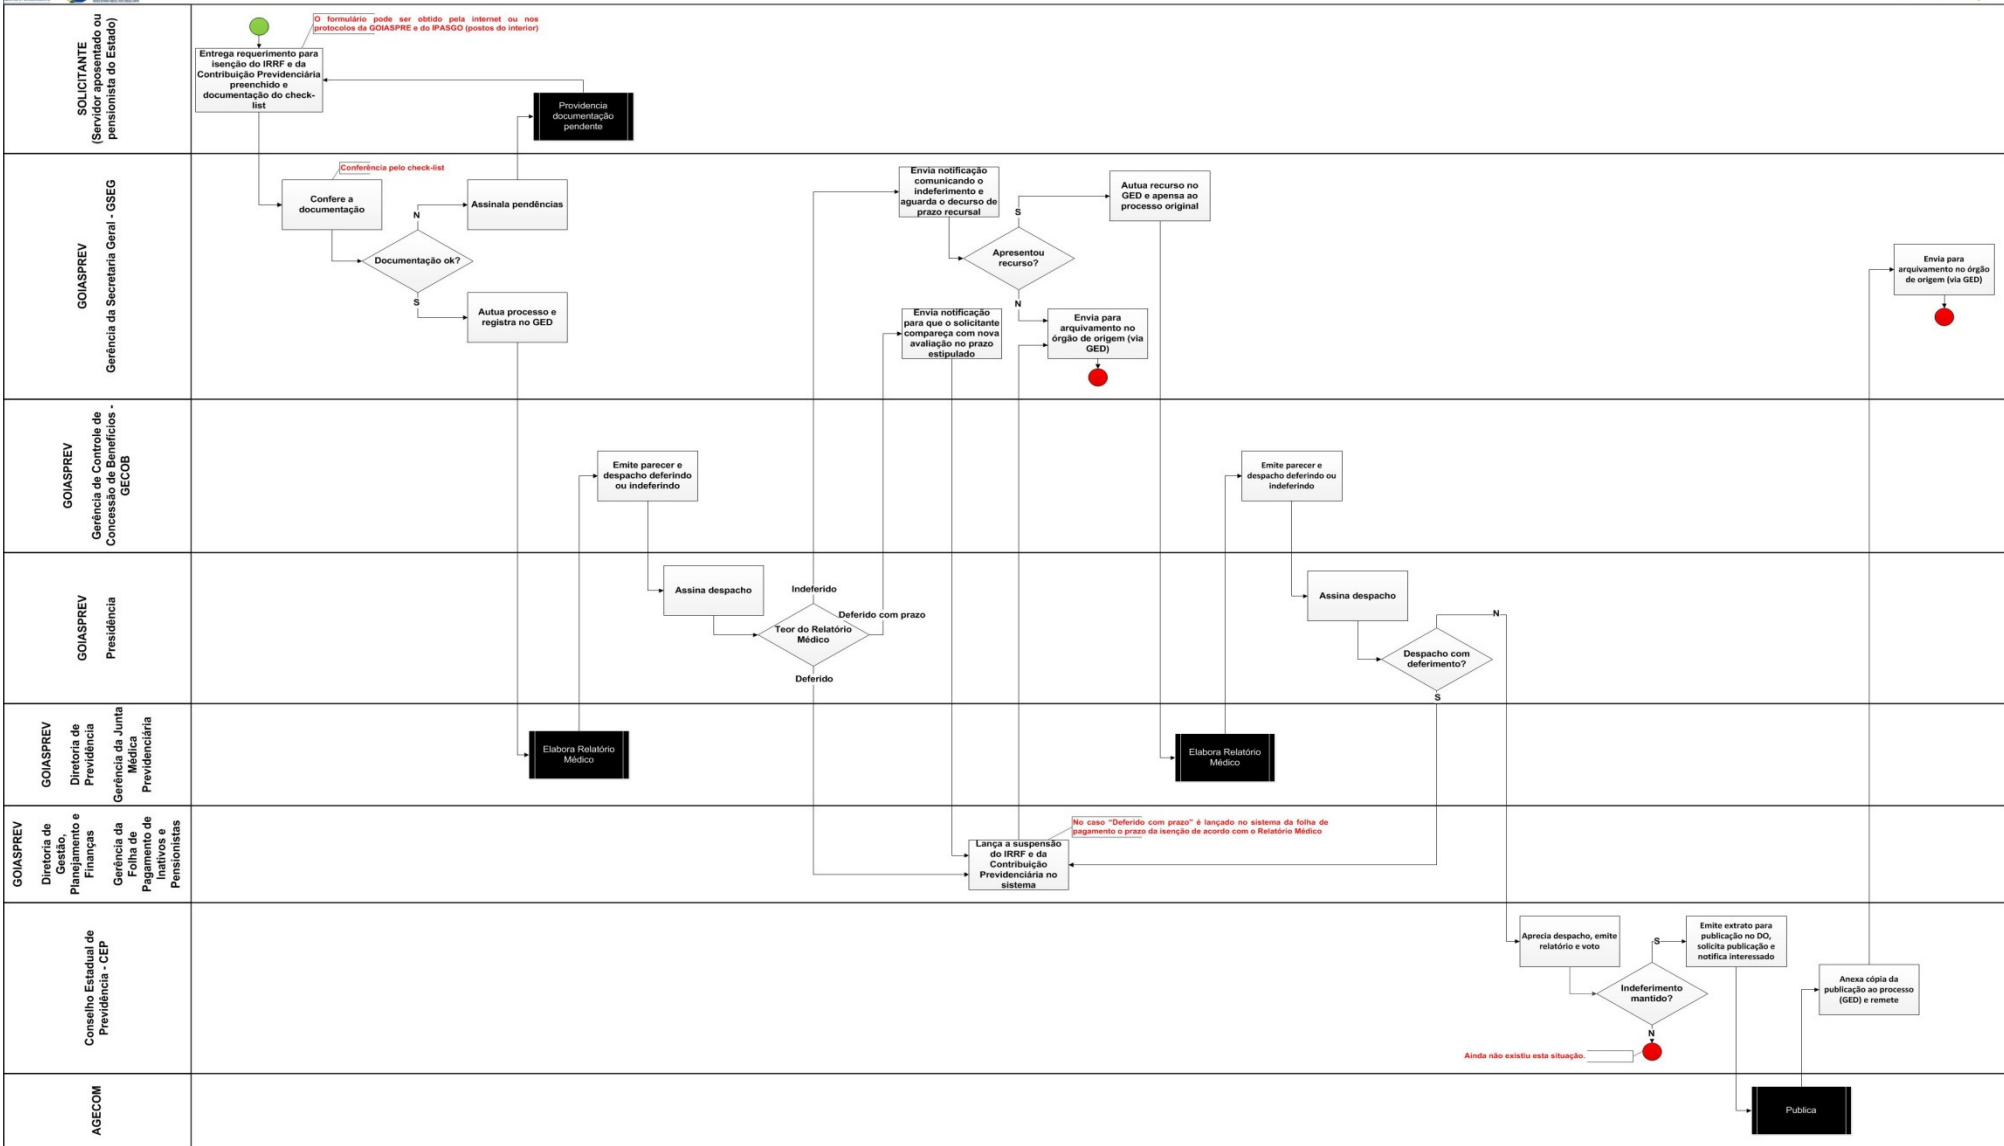 SOLICITANTE
(Servidor aposentado ou
pensionista do Estado)
O formulário pode ser obtido pela internet ou nos
protocolos da GOIASPRE e do IPASGO (postos do interior)
Entrega requerimento para
isenção do IRRF e da
Contribuição Previdenciária
preenchido e
documentação do check-
list
Providencia
documentação
pendente
GOIASPREV
Gerência da Secretaria Geral - GSEG
Conferência pelo check-list
Confere a
documentação
N
Assinala pendências
Documentação ok?
S
Autua processo e
registra no GED
Envia notificação
comunicando o
indeferimento e
aguarda o decurso de
prazo recursal
S
Autua recurso no
GED e apensa ao
processo original
Apresentou
recurso?
N
Envia notificação
para que o solicitante
compareça com nova
avaliação no prazo
estipulado
Envia para
arquivamento no
órgão de origem (via
GED)
Envia para
arquivamento no órgão
de origem (via GED)
GOIASPREV
Gerência de Controle de
Concessão de Benefícios -
GECOB
Emite parecer e
despacho deferindo
ou indeferindo
Emite parecer e
despacho deferindo ou
indeferindo
GOIASPREV
Presidência
Assina despacho
Indeferido
Deferido com prazo
Teor do Relatório
Médico
Deferido
Assina despacho
N
Despacho com
deferimento?
S
GOIASPREV
Diretoria de
Previdência
Gerência da Junta
Médica
Previdenciária
Elabora Relatório
Médico
Elabora Relatório
Médico
GOIASPREV
Diretoria de
Gestão,
Planejamento e
Finanças
Gerência da
Folha de
Pagamento de
Inativos e
Pensionistas
No caso "Deferido com prazo" é lançado no sistema da folha de
pagamento o prazo da isenção de acordo com o Relatório Médico
Lança a suspensão
do IRRF e da
Contribuição
Previdenciária no
sistema
Conselho Estadual de
Previdência - CEP
Aprecia despacho, emite
relatório e voto
S
Emite extrato para
publicação no DO,
solicita publicação e
notifica interessado
Indeferimento
mantido?
N
Ainda não existiu esta situação.
Anexa cópia da
publicação ao processo
(GED) e remete
AGECOM
Publica